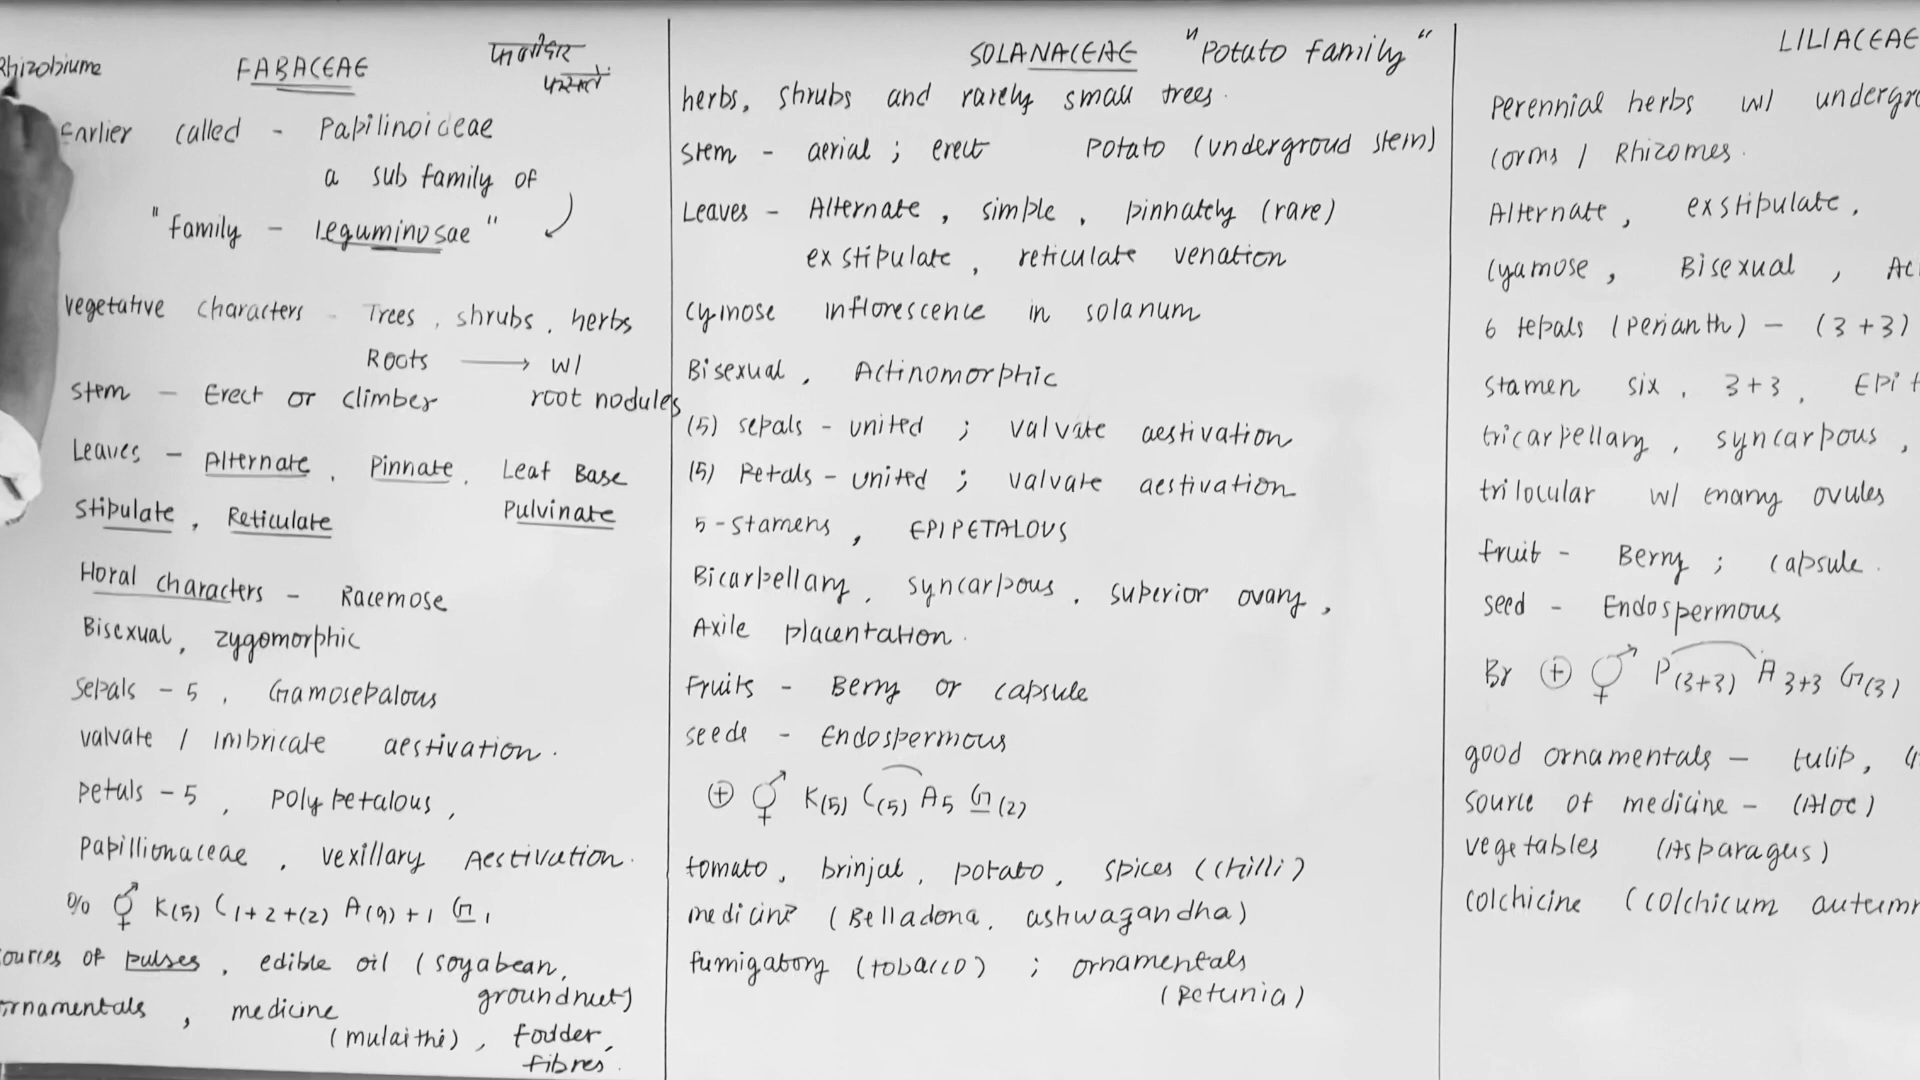 Rhizobium
FABACEAE
Earlier called - Papilinoiceae
a sub family of
"family - Leguminosae"
vegetative characters - Trees, shrubs, herbs
Roots → w/
root nodules
stem - Erect or climber
Leaves - Alternate, Pinnate, Leaf Base
Pulvinate
Stipulate, Reticulate
Floral characters - Racemose
Bisexual, zygomorphic
Sepals - 5, Gamosepalous
valvate / imbricate aestivation.
petals - 5, polypetalous,
Papillionaceae, vexillary Aestivation.
% ⚥ K(5) C1+2+(2) A(9)+1 G1
sources of pulses, edible oil (soyabean,
groundnut)
ornamentals, medicine
(mulaithi), fodder,
fibres.
SOLANACEAE "Potato family"
herbs, shrubs and rarely small trees.
Stem - aerial ; erect Potato (undergroud stem)
Leaves - Alternate, simple, pinnately (rare)
exstipulate, reticulate venation
Cymose inflorescence in solanum
Bisexual, Actinomorphic
(5) sepals - united ; valvate aestivation
(5) Petals - united ; valvate aestivation
5-stamens, EPIPETALOUS
Bicarpellary, syncarpous, superior ovary,
Axile placentation.
Fruits - Berry or capsule
seeds - Endospermous
⊕ ⚥ K(5) C(5) A5 G(2)
tomato, brinjal, potato, spices (chilli)
medicine (Belladona, ashwagandha)
fumigatory (tobacco) ; ornamentals
(Petunia)
LILIACEAE
Perennial herbs w/ undergro
Corms / Rhizomes.
Alternate, exstipulate,
Cyamose, Bisexual, Ac
6 tepals (Perianth) - (3+3)
stamen six, 3+3, Epi t
tricarpellary, syncarpous,
trilocular w/ many ovules
fruit - Berry ; capsule.
seed - Endospermous
Br ⊕ ⚥ P(3+3) A3+3 G(3)
good ornamentals - tulip,
source of medicine - (Aloe)
vegetables (Asparagus)
colchicine (colchicum autumn